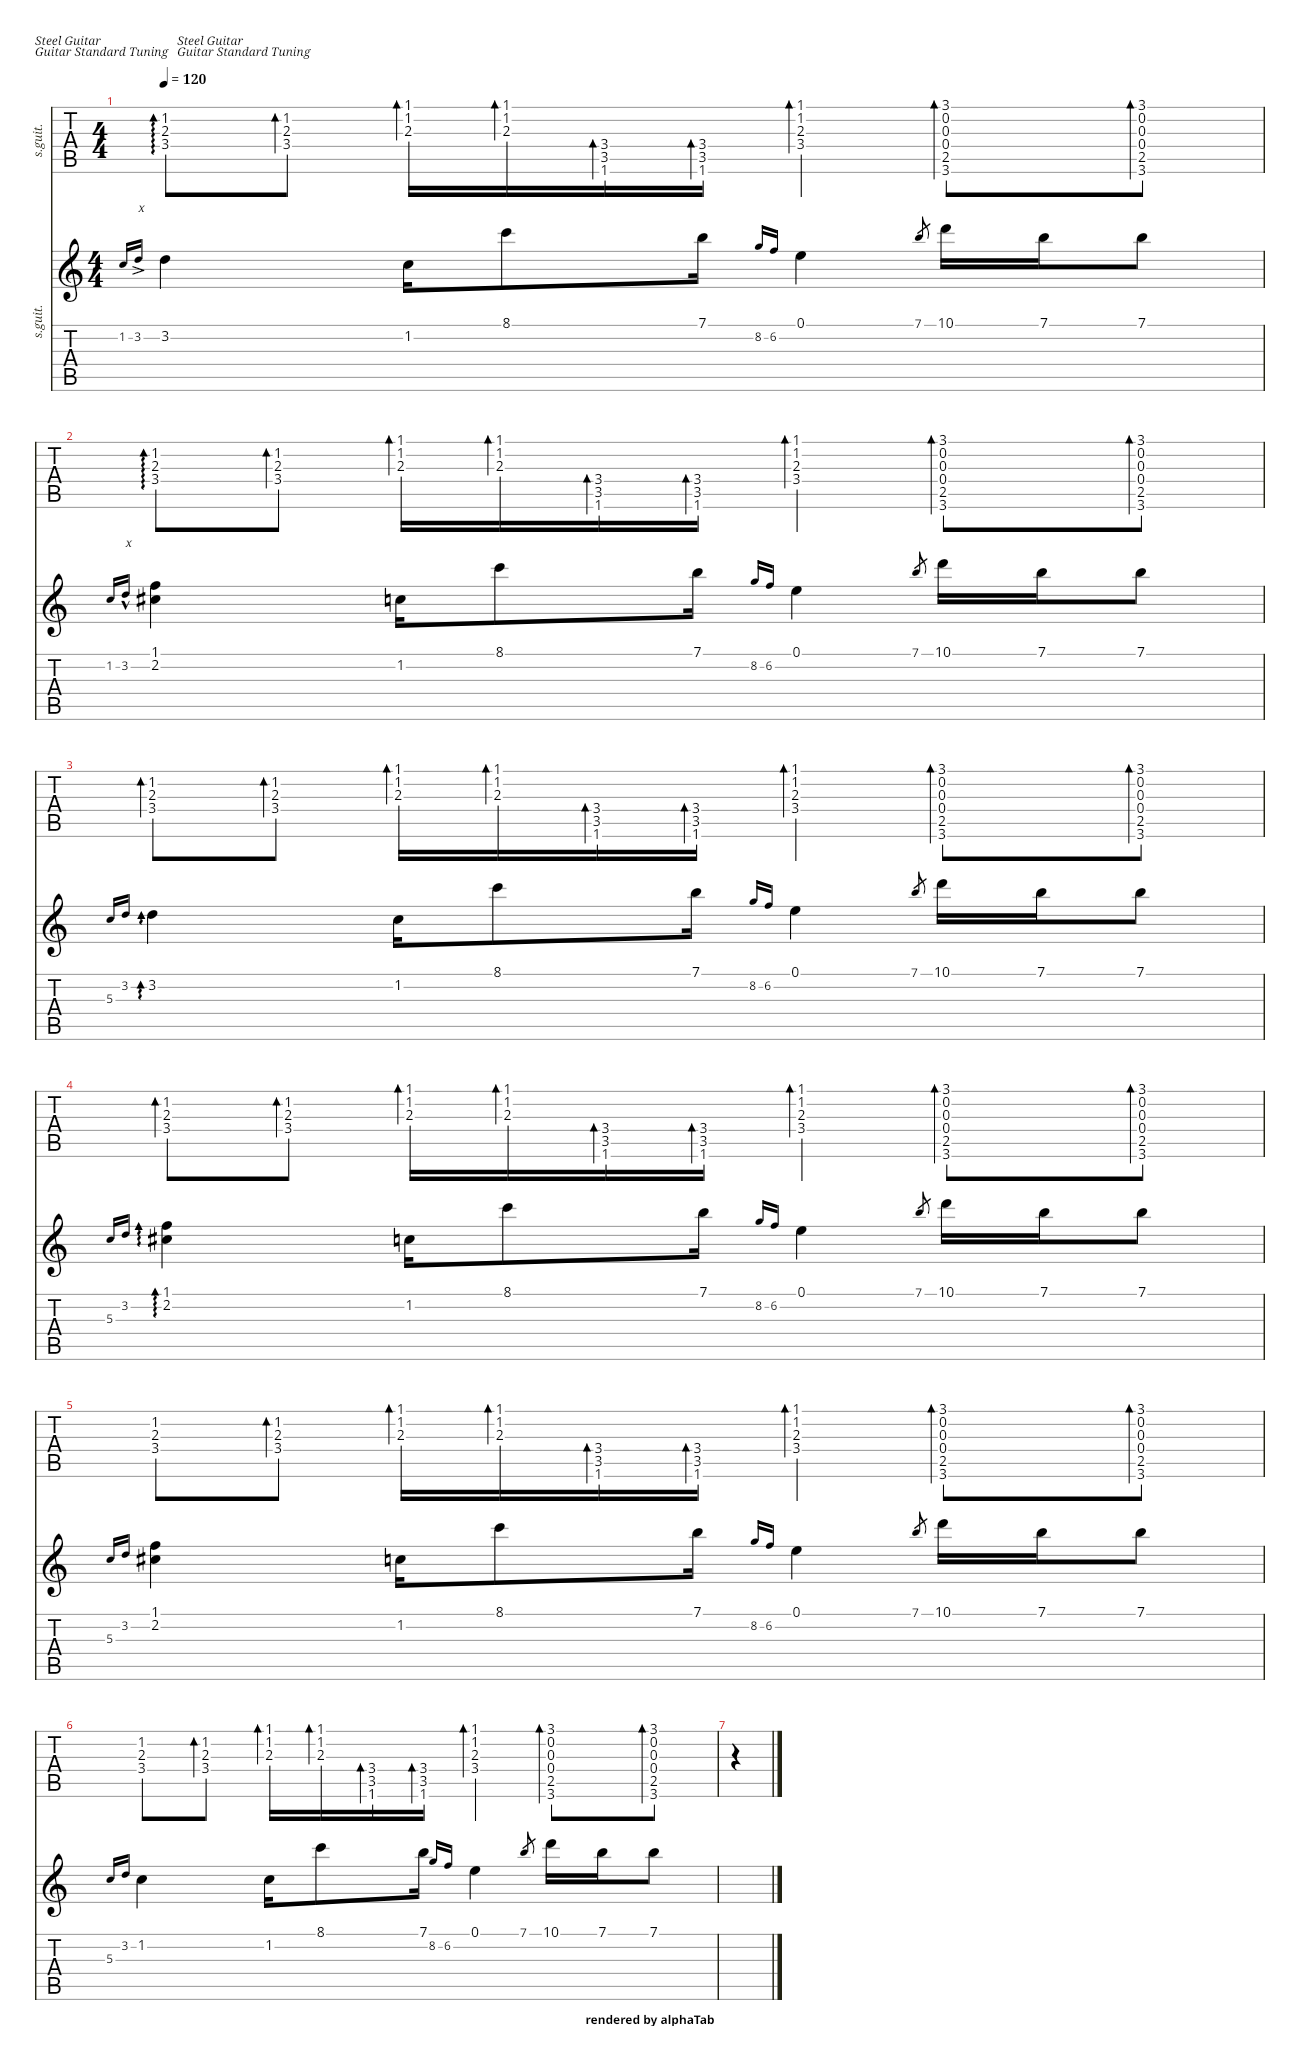 Steel Guitar Steel Guitar
Guitar Standard Tuning Guitar Standard Tuning
= 120
1
s.guit.
4 4
1 1 1 1 1 3 3
1 1 1 0 0
2 2 2 2 2 0 0
3 3 3 3 3 0 0
3 3 2 2
1 1 3 3
x
4 4
s.guit.
8 7 0 7 10 7 7
1 3 3 1 8 6
2
1 1 1 3 3
1 1 1 1 1 0 0
2 2 2 2 2 0 0
3 3 3 3 3 0 0
3 3 2 2
1 1 3 3
x
1 8 7 0 7 10 7 7
1 3 2 1 8 6
3
1 1 1 3 3
1 1 1 1 1 0 0
2 2 2 2 2 0 0
3 3 3 3 3 0 0
3 3 2 2
1 1 3 3
8 7 0 7 10 7 7
3 3 1 8 6
5
4
1 1 1 3 3
1 1 1 1 1 0 0
2 2 2 2 2 0 0
3 3 3 3 3 0 0
3 3 2 2
1 1 3 3
1 8 7 0 7 10 7 7
3 2 1 8 6
5
5
1 1 1 3 3
1 1 1 1 1 0 0
2 2 2 2 2 0 0
3 3 3 3 3 0 0
3 3 2 2
1 1 3 3
1 8 7 0 7 10 7 7
3 2 1 8 6
5
6 7
1 1 1 3 3
1 1 1 1 1 0 0
2 2 2 2 2 0 0
3 3 3 3 3 0 0
3 3 2 2
1 1 3 3
8 7 0 7 10 7 7
3 1 1 8 6
5
rendered by alphaTab